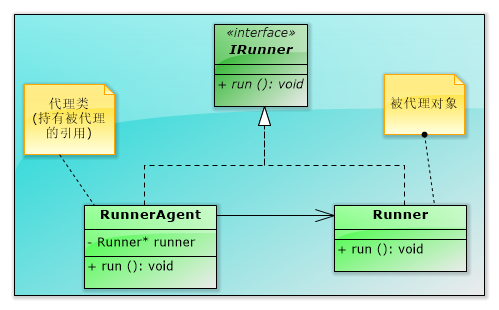 «interface»
IRunner
+ run (): void
代理类
(持有被代理
的引用)
被代理对象
RunnerAgent
- Runner* runner
+ run (): void
Runner
+ run (): void